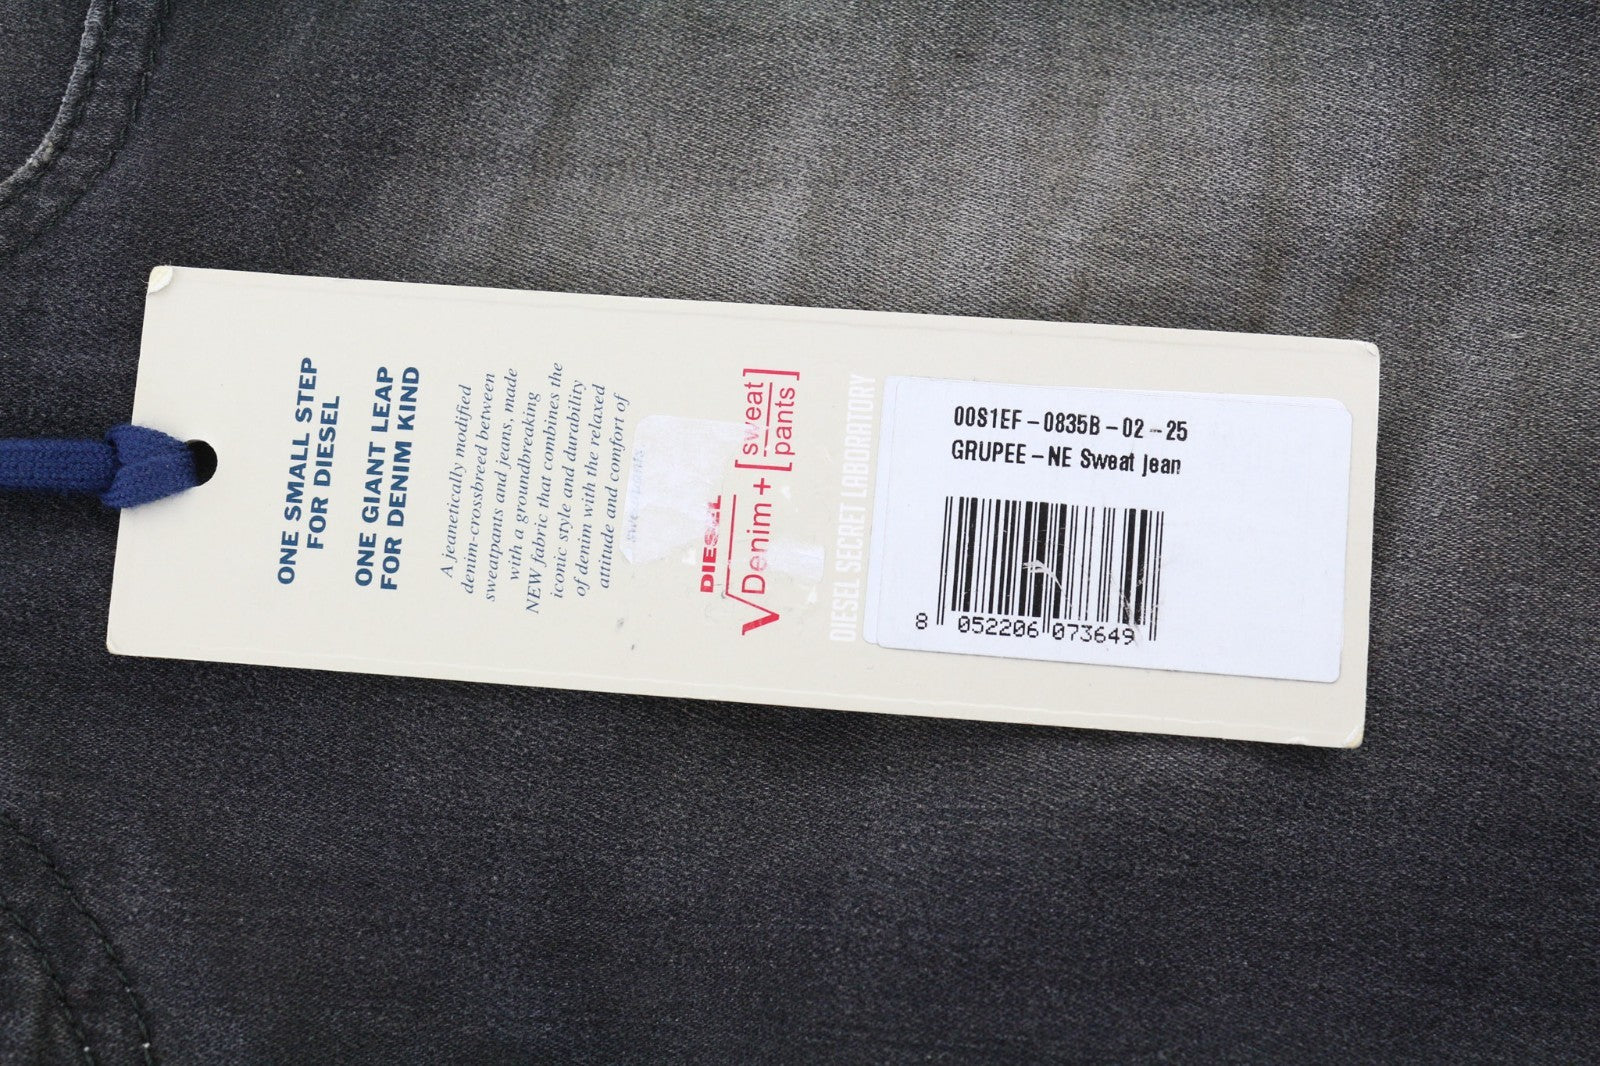 ONE SMALL STEP
FOR DIESEL
ONE GIANT LEAP
FOR DENIM KIND
A jeanetically modified
denim-crossbreed between
sweatpants and jeans, made
with a groundbreaking
NEW fabric that combines the
iconic style and durability
of denim with the relaxed
attitude and comfort of
DIESEL
√Denim + [sweat pants]
DIESEL SECRET LABORATORY
00S1EF-0835B-02-25
GRUPEE-NE Sweat jean
8 052206 073649